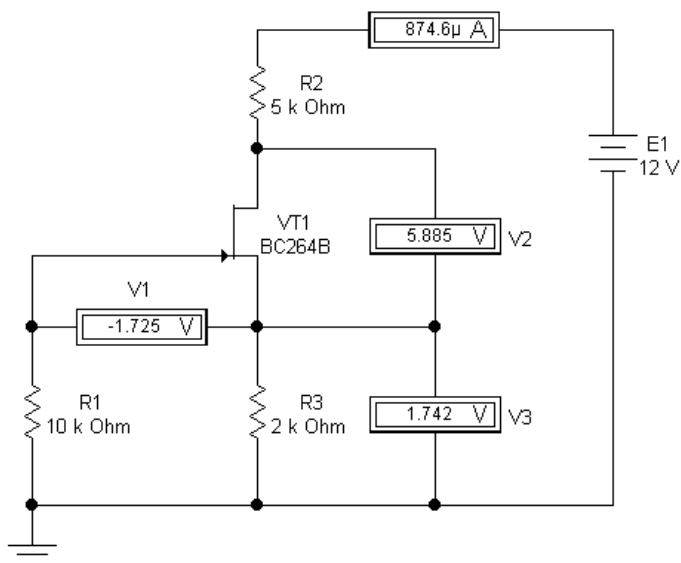 874.6µ A
R2
5 k Ohm
E1
12 V
VT1
BC264B
5.885 V
V2
V1
-1.725 V
R1
10 k Ohm
R3
2 k Ohm
1.742 V
V3